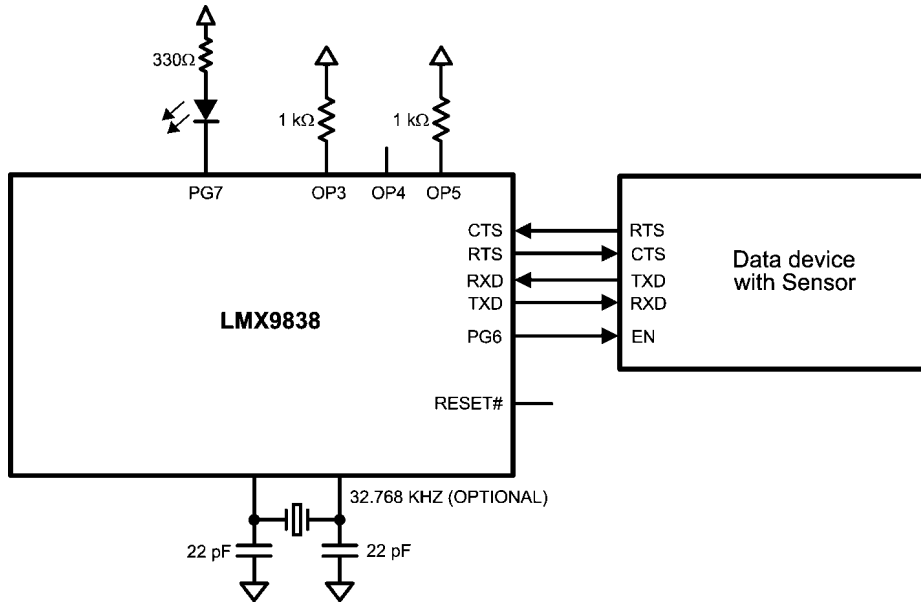 330Ω
1 kΩ
1 kΩ
PG7
OP3
OP4
OP5
CTS
RTS
RXD
TXD
PG6
RESET#
LMX9838
RTS
CTS
TXD
RXD
EN
Data device
with Sensor
32.768 KHZ (OPTIONAL)
22 pF
22 pF